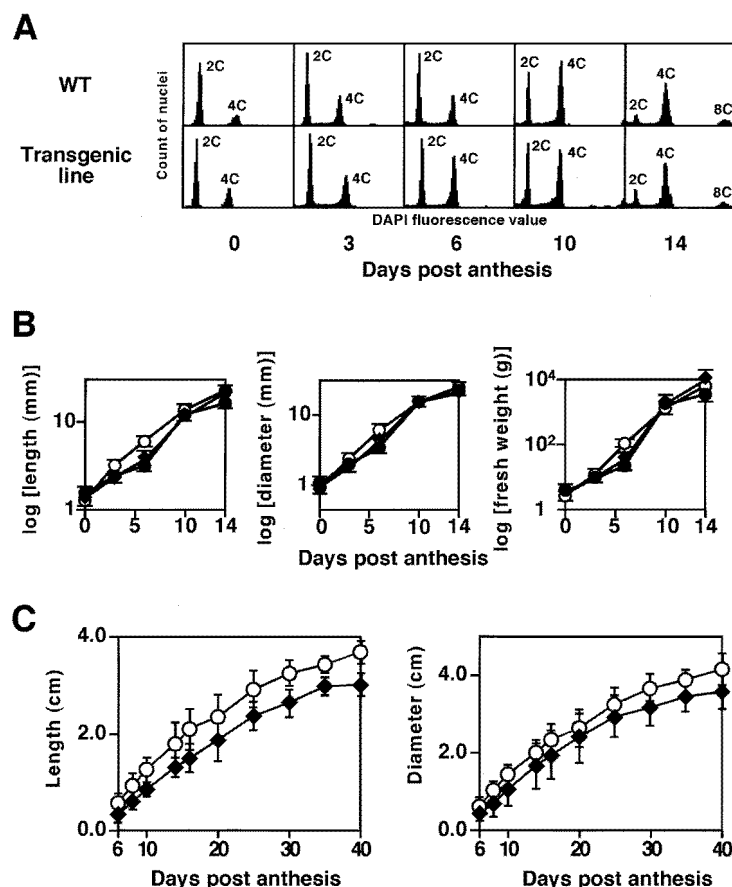 A
WT
2C
4C
2C
4C
2C
4C
2C
4C
2C
4C
8C
Transgenic
line
2C
4C
2C
4C
2C
4C
2C
4C
2C
4C
8C
Count of nuclei
DAPI fluorescence value
0 3 6 10 14
Days post anthesis
B
log [length (mm)]
10
1
0 5 10 14
log [diameter (mm)]
10
1
0 5 10 14
log [fresh weight (g)]
10⁴
10²
1
0 5 10 14
Days post anthesis
C
Length (cm)
4.0
2.0
0.0
6 10 20 30 40
Days post anthesis
Diameter (cm)
4.0
2.0
0.0
6 10 20 30 40
Days post anthesis